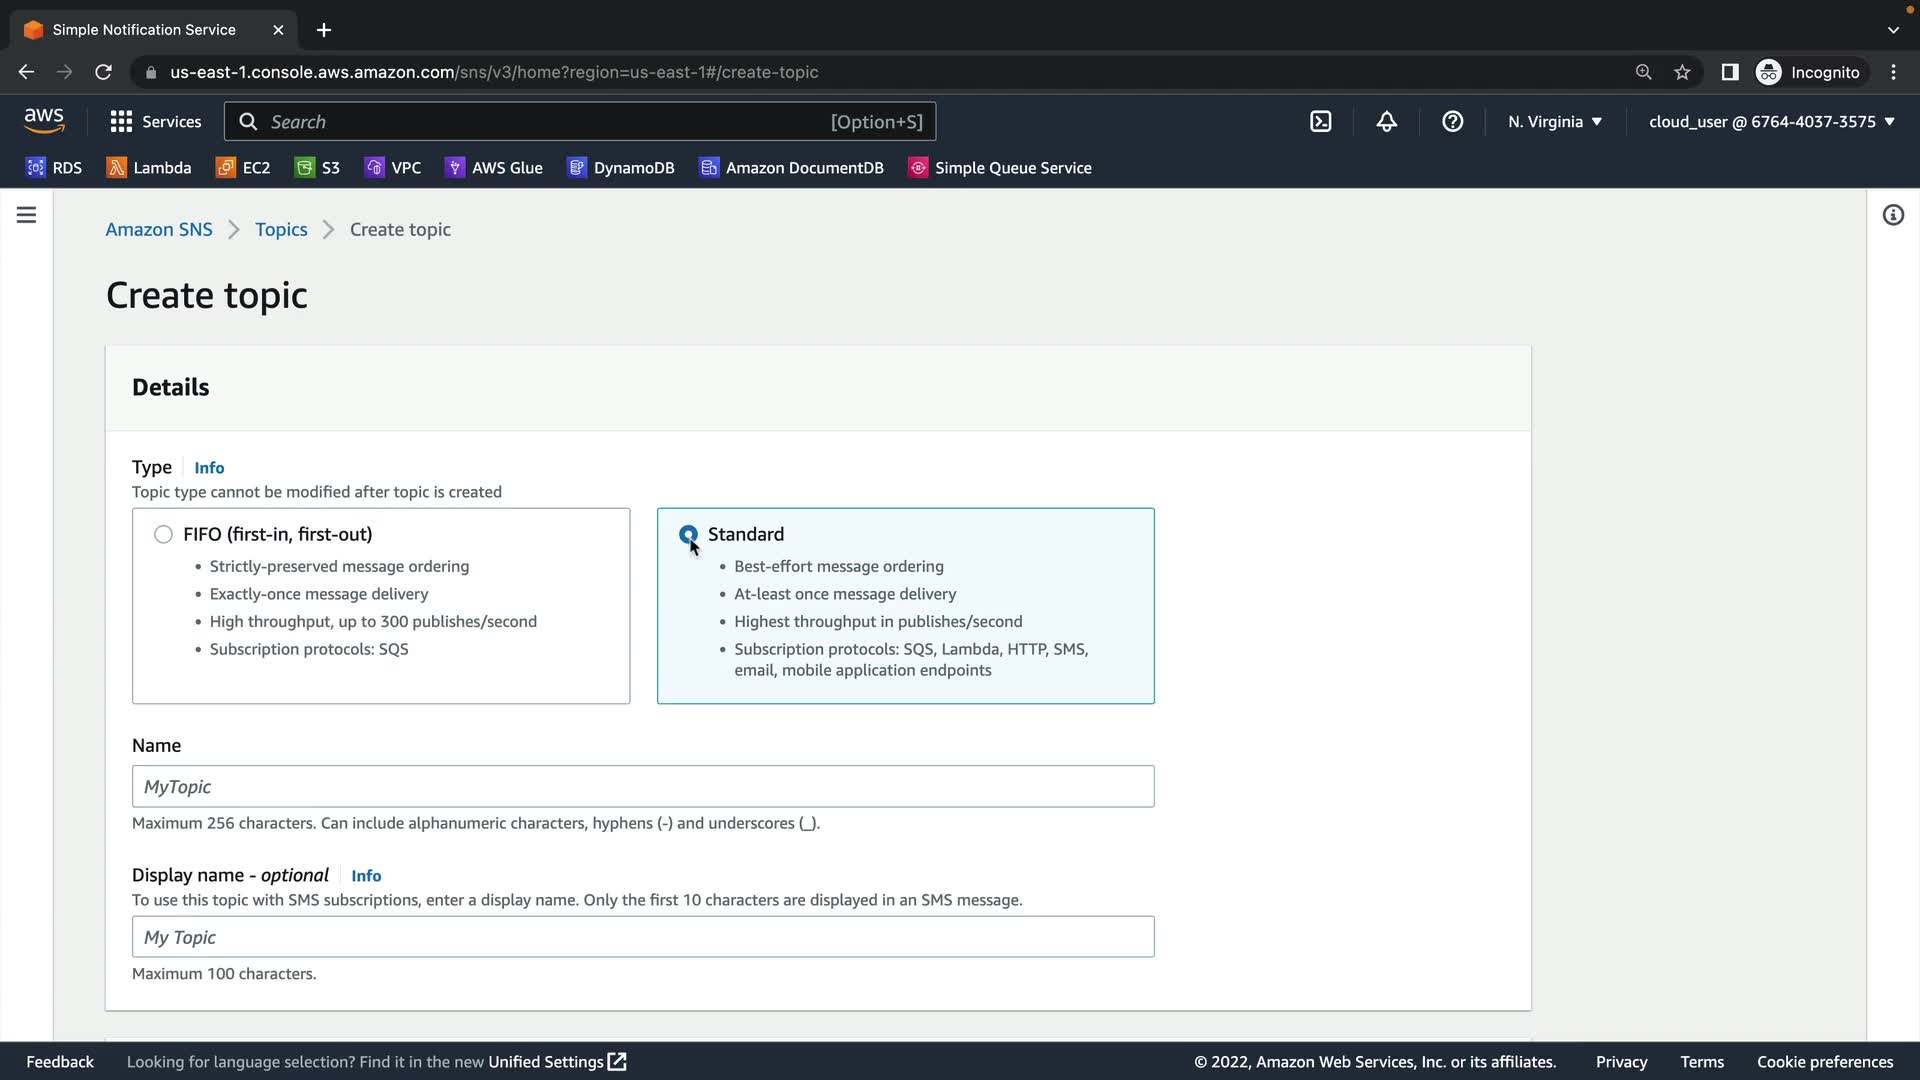 Simple Notification Service
us-east-1.console.aws.amazon.com/sns/v3/home?region=us-east-1#/create-topic
Incognito
aws
Services
Search
[Option+S]
N. Virginia
cloud_user @ 6764-4037-3575
RDS
Lambda
EC2
S3
VPC
AWS Glue
DynamoDB
Amazon DocumentDB
Simple Queue Service
Amazon SNS
Topics
Create topic
Create topic
Details
Type
Info
Topic type cannot be modified after topic is created
FIFO (first-in, first-out)
• Strictly-preserved message ordering
• Exactly-once message delivery
• High throughput, up to 300 publishes/second
• Subscription protocols: SQS
Standard
• Best-effort message ordering
• At-least once message delivery
• Highest throughput in publishes/second
• Subscription protocols: SQS, Lambda, HTTP, SMS,
email, mobile application endpoints
Name
MyTopic
Maximum 256 characters. Can include alphanumeric characters, hyphens (-) and underscores (_).
Display name - optional
Info
To use this topic with SMS subscriptions, enter a display name. Only the first 10 characters are displayed in an SMS message.
My Topic
Maximum 100 characters.
Feedback
Looking for language selection? Find it in the new Unified Settings
© 2022, Amazon Web Services, Inc. or its affiliates.
Privacy
Terms
Cookie preferences